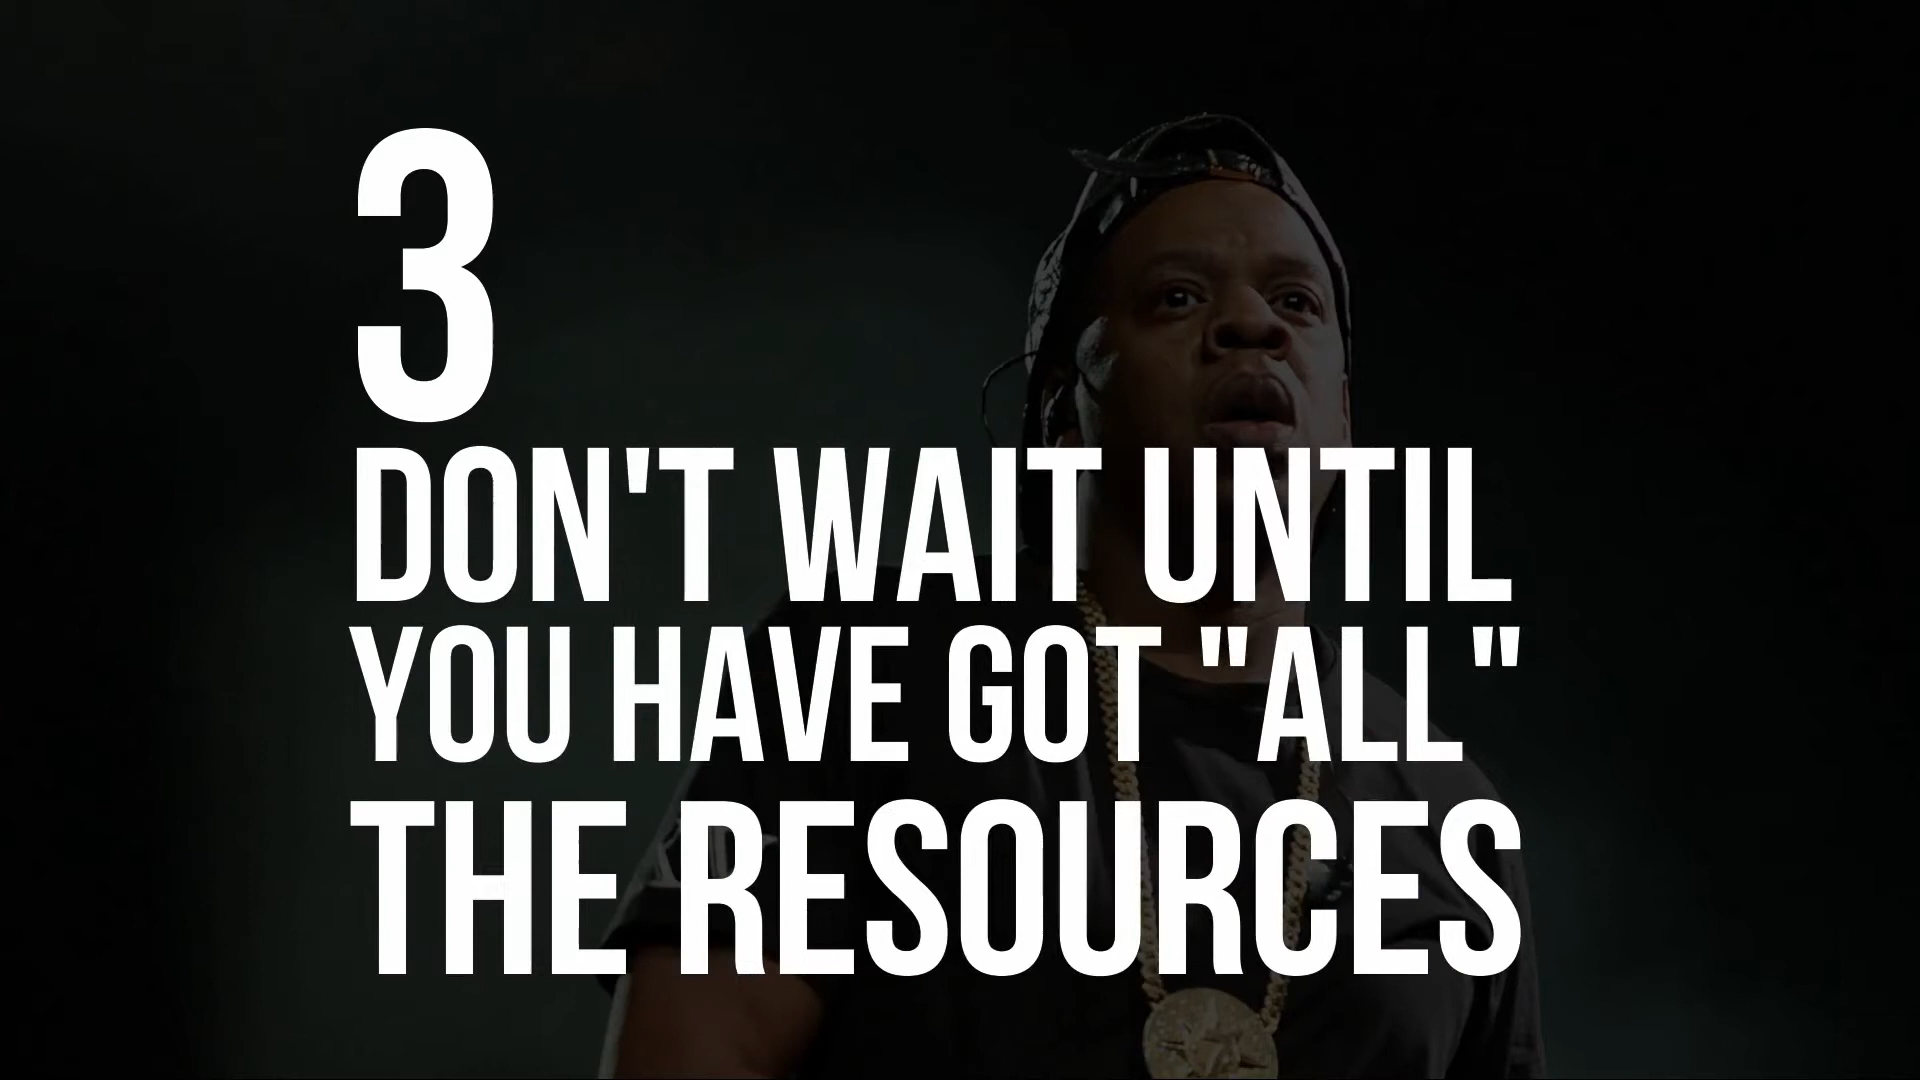 3
DON'T WAIT UNTIL
YOU HAVE GOT "ALL "
THE RESOURCES